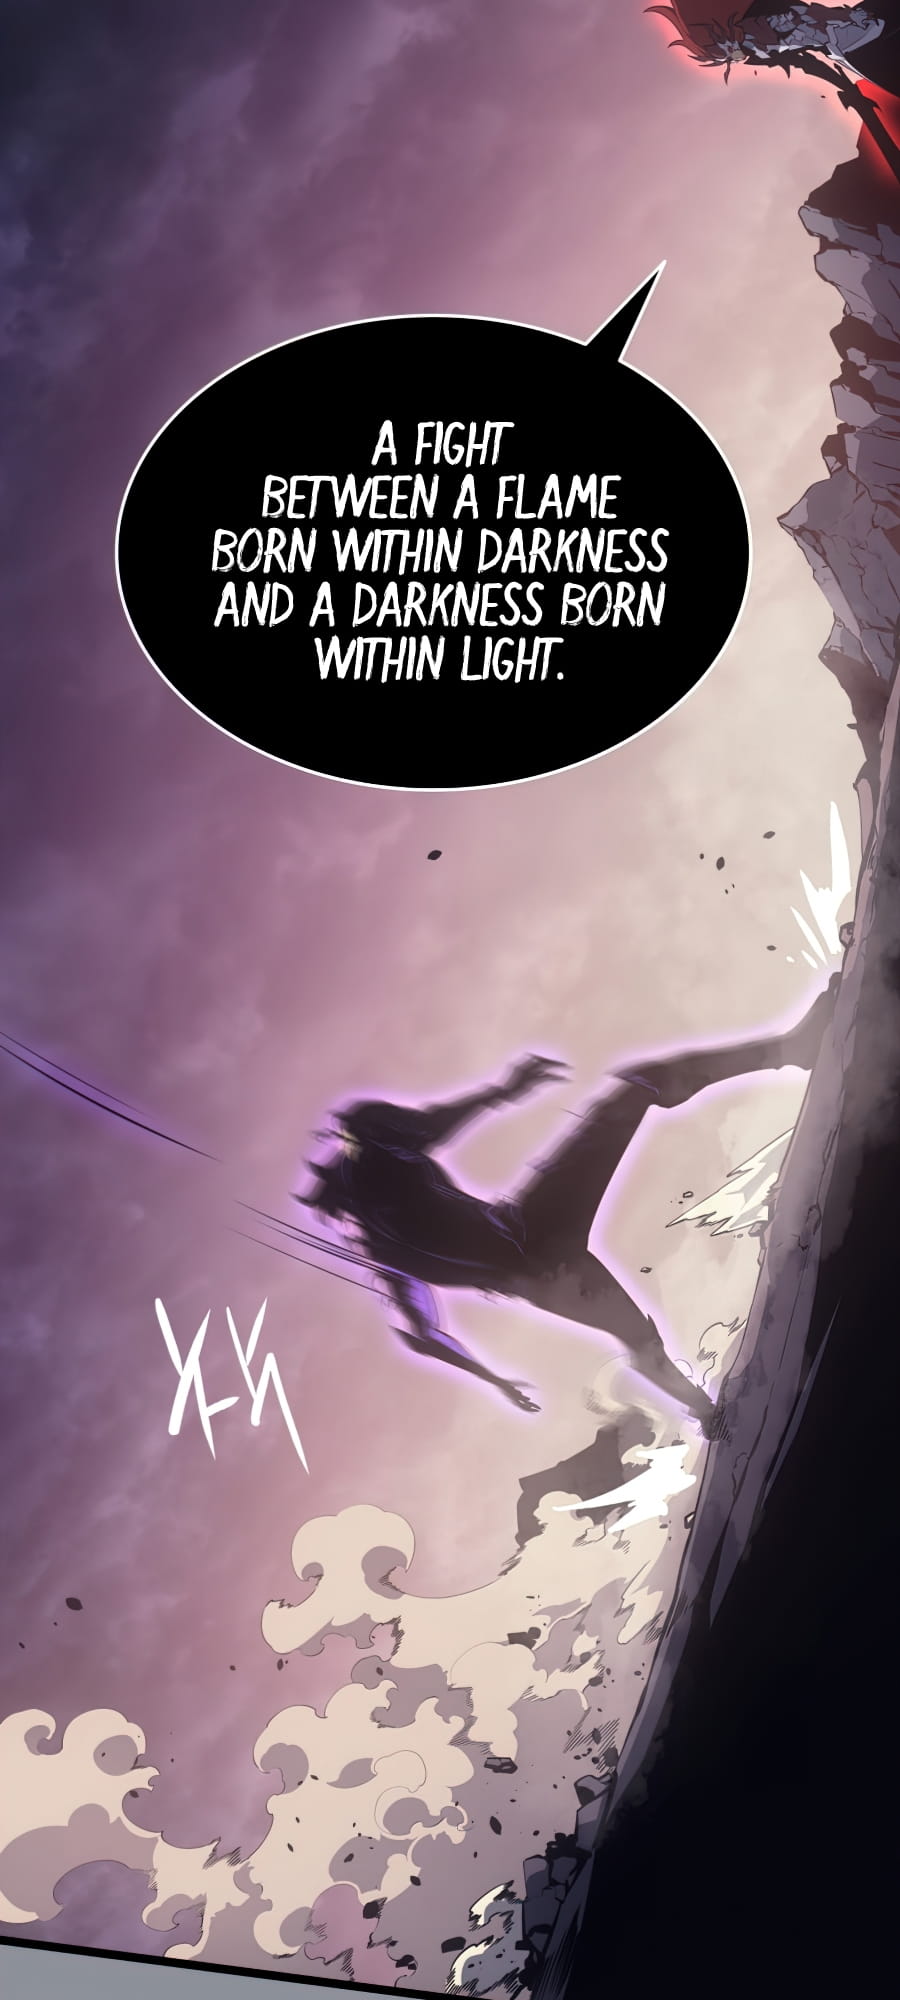 A FIGHT
BETWEEN A FLAME
BORN WITHIN DARKNESS
AND A DARKNESS BORN
WITHIN LIGHT.